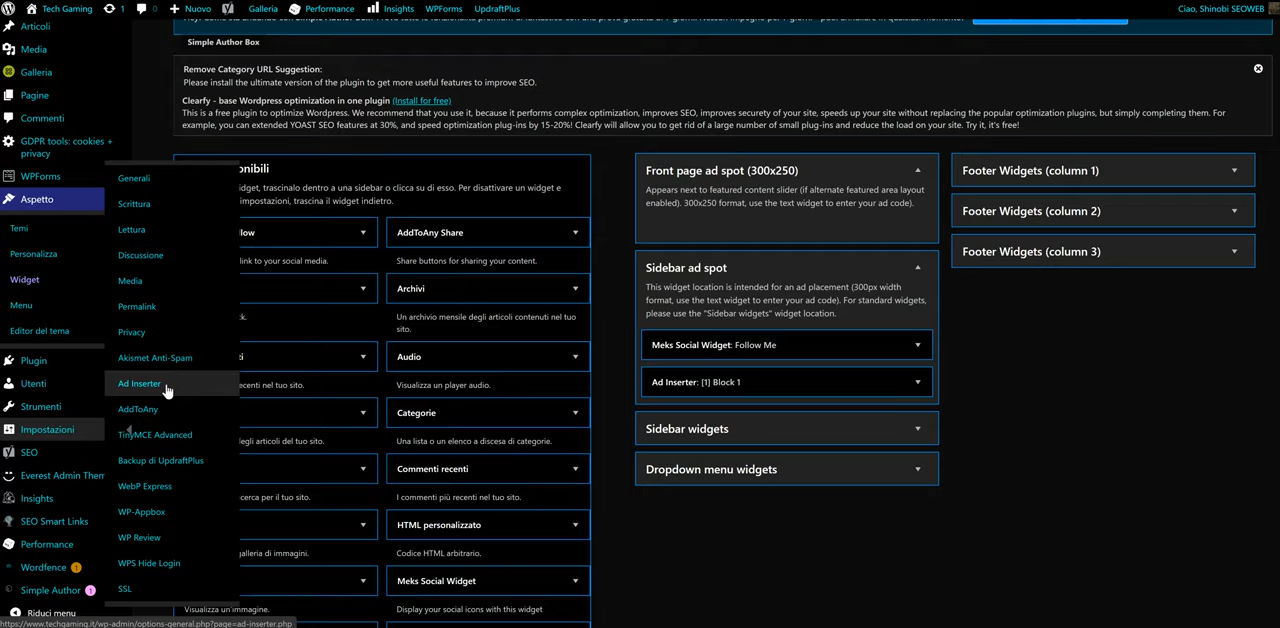 Tech Gaming
1
0
Nuovo
Galleria
Performance
Insights
WPForms
UpdraftPlus
Ciao, Shinobi SEOWEB
Articoli
Media
Galleria
Pagine
Commenti
GDPR tools: cookies +
privacy
WPForms
Aspetto
Temi
Personalizza
Widget
Menu
Editor del tema
Plugin
Utenti
Strumenti
Impostazioni
SEO
Everest Admin Them
Insights
SEO Smart Links
Performance
Wordfence 1
Simple Author 1
Riduci menu
Generali
Scrittura
Lettura
Discussione
Media
Permalink
Privacy
Akismet Anti-Spam
Ad Inserter
AddToAny
TinyMCE Advanced
Backup di UpdraftPlus
WebP Express
WP-Appbox
WP Review
WPS Hide Login
SSL
Simple Author Box
Remove Category URL Suggestion:
Please install the ultimate version of the plugin to get more useful features to improve SEO.
Clearfy - base Wordpress optimization in one plugin (Install for free)
This is a free plugin to optimize Wordpress. We recommend that you use it, because it performs complex optimization, improves SEO, improves securety of your site, speeds up your site without replacing the popular optimization plugins, but simply completing them. For
example, you can extended YOAST SEO features at 30%, and speed optimization plug-ins by 15-20%! Clearfy will allow you to get rid of a large number of small plug-ins and reduce the load on your site. Try it, it's free!
onibili
idget, trascinalo dentro a una sidebar o clicca su di esso. Per disattivare un widget e
impostazioni, trascina il widget indietro.
llow
link to your social media.
AddToAny Share
Share buttons for sharing your content.
ck.
Archivi
Un archivio mensile degli articoli contenuti nel tuo
sito.
ti
ecenti nel tuo sito.
Audio
Visualizza un player audio.
degli articoli del tuo sito.
Categorie
Una lista o un elenco a discesa di categorie.
cerca per il tuo sito.
Commenti recenti
I commenti più recenti nel tuo sito.
galleria di immagini.
HTML personalizzato
Codice HTML arbitrario.
Visualizza un'immagine.
Meks Social Widget
Display your social icons with this widget
Front page ad spot (300x250)
Appears next to featured content slider (if alternate featured area layout
enabled). 300x250 format, use the text widget to enter your ad code).
Sidebar ad spot
This widget location is intended for an ad placement (300px width
format, use the text widget to enter your ad code). For standard widgets,
please use the "Sidebar widgets" widget location.
Meks Social Widget: Follow Me
Ad Inserter: [1] Block 1
Sidebar widgets
Dropdown menu widgets
Footer Widgets (column 1)
Footer Widgets (column 2)
Footer Widgets (column 3)
https://www.techgaming.it/wp-admin/options-general.php?page=ad-inserter.php